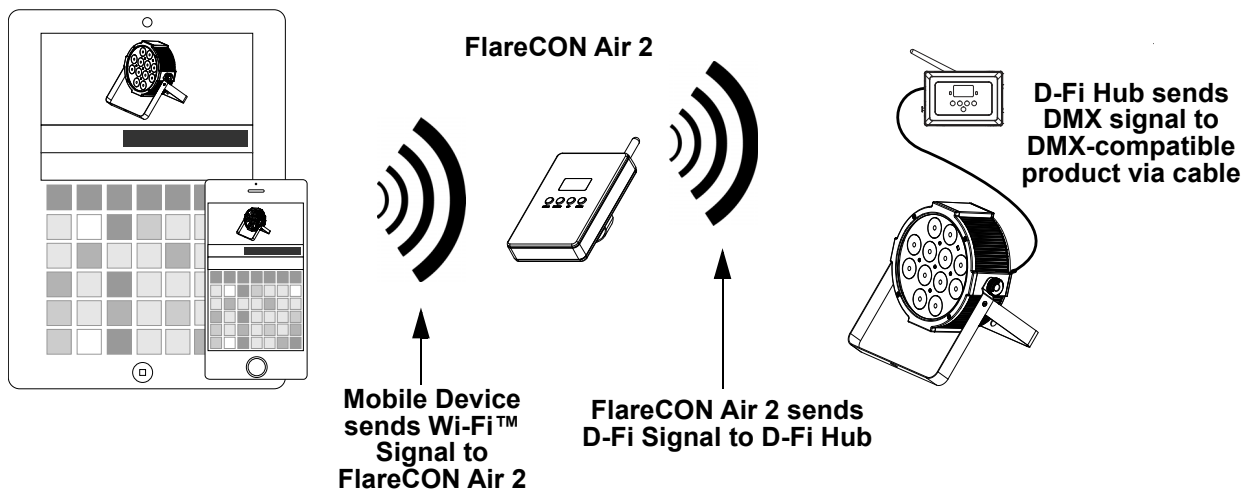 FlareCON Air 2
D-Fi Hub sends
DMX signal to
DMX-compatible
product via cable
Mobile Device
sends Wi-Fi™
Signal to
FlareCON Air 2
FlareCON Air 2 sends
D-Fi Signal to D-Fi Hub